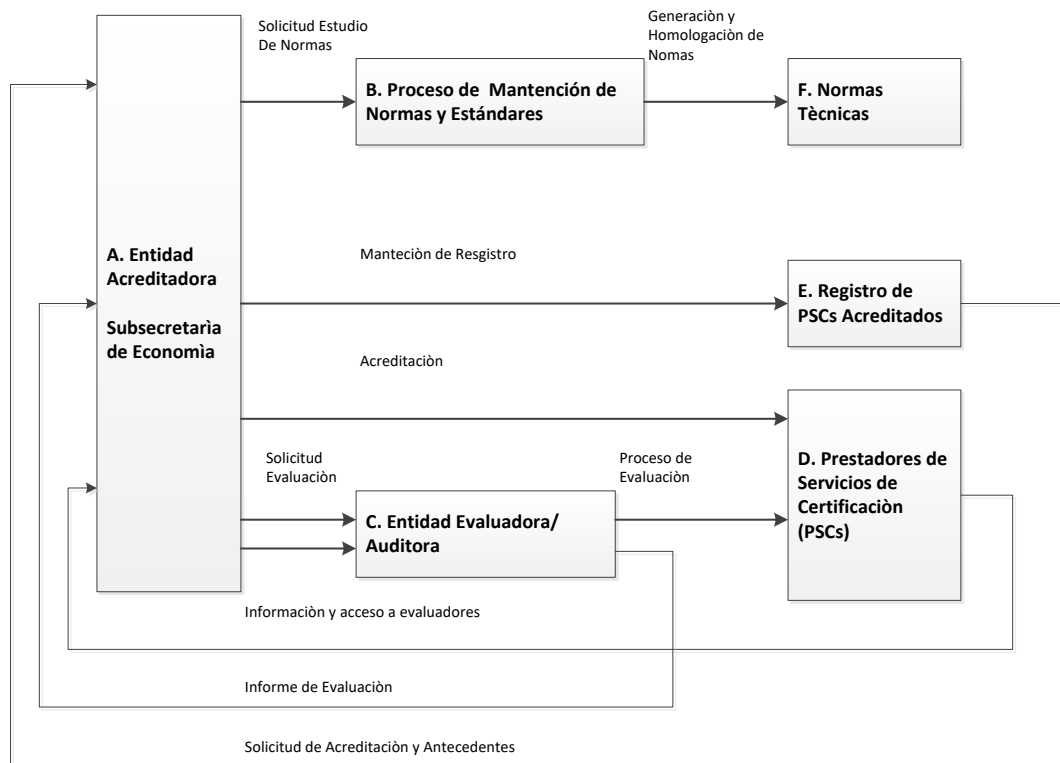 Solicitud Estudio
De Normas
Generaciòn y
Homologaciòn de
Nomas
B. Proceso de Mantención de
Normas y Estándares
F. Normas
Tècnicas
A. Entidad
Acreditadora
Subsecretarìa
de Economìa
Manteciòn de Resgistro
E. Registro de
PSCs Acreditados
Acreditaciòn
Solicitud
Evaluaciòn
Proceso de
Evaluaciòn
C. Entidad Evaluadora/
Auditora
D. Prestadores de
Servicios de
Certificaciòn
(PSCs)
Informaciòn y acceso a evaluadores
Informe de Evaluaciòn
Solicitud de Acreditaciòn y Antecedentes